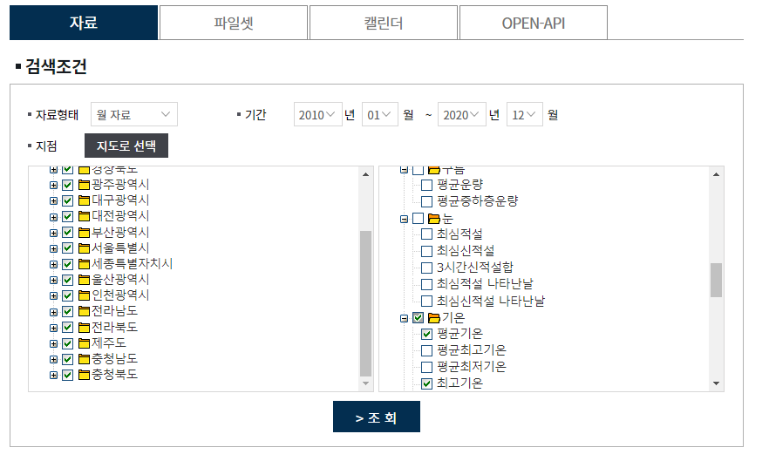 자료 파일셋 캘린더 OPEN-API
검색조건
자료형태 월 자료 기간 2010 년 01 월 ~ 2020 년 12 월
지점 지도로 선택
경상북도
광주광역시
대구광역시
대전광역시
부산광역시
서울특별시
세종특별자치시
울산광역시
인천광역시
전라남도
전라북도
제주도
충청남도
충청북도
구름
평균운량
평균중하층운량
눈
최심적설
최심신적설
3시간신적설합
최심적설 나타난날
최심신적설 나타난날
기온
평균기온
평균최고기온
평균최저기온
최고기온
> 조 회